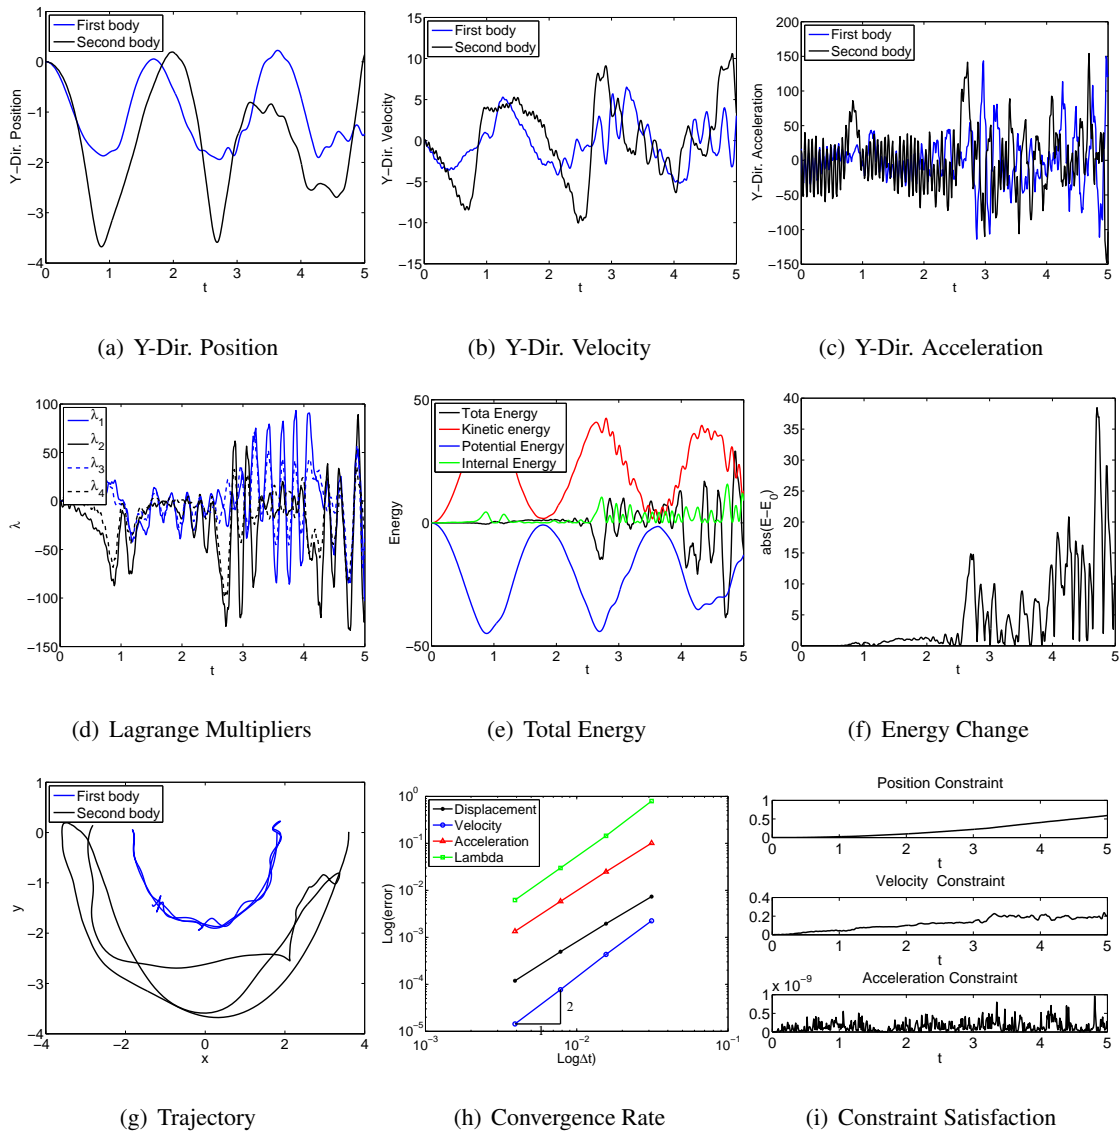 First body
Second body
Y-Dir. Position
1
0
−1
−2
−3
−4
0 1 2 3 4 5
t
(a) Y-Dir. Position
First body
Second body
Y-Dir. Velocity
15
10
5
0
−5
−10
−15
0 1 2 3 4 5
t
(b) Y-Dir. Velocity
First body
Second body
Y-Dir. Acceleration
200
150
100
50
0
−50
−100
−150
0 1 2 3 4 5
t
(c) Y-Dir. Acceleration
λ1
λ2
λ3
λ4
λ
100
50
0
−50
−100
−150
0 1 2 3 4 5
t
(d) Lagrange Multipliers
Tota Energy
Kinetic energy
Potential Energy
Internal Energy
Energy
50
0
−50
0 1 2 3 4 5
t
(e) Total Energy
abs(E−E0)
40
35
30
25
20
15
10
5
0
0 1 2 3 4 5
t
(f) Energy Change
First body
Second body
y
1
0
−1
−2
−3
−4
−4 −2 0 2 4
x
(g) Trajectory
Displacement
Velocity
Acceleration
Lambda
Log(error)
10^0
10^−1
10^−2
10^−3
10^−4
10^−5
2
1
10^−3 10^−2 10^−1
LogΔt)
(h) Convergence Rate
Position Constraint
1
0.5
0
0 1 2 3 4 5
t
Velocity Constraint
0.4
0.2
0
0 1 2 3 4 5
t
x 10^−9
Acceleration Constraint
1
0.5
0
0 1 2 3 4 5
t
(i) Constraint Satisfaction